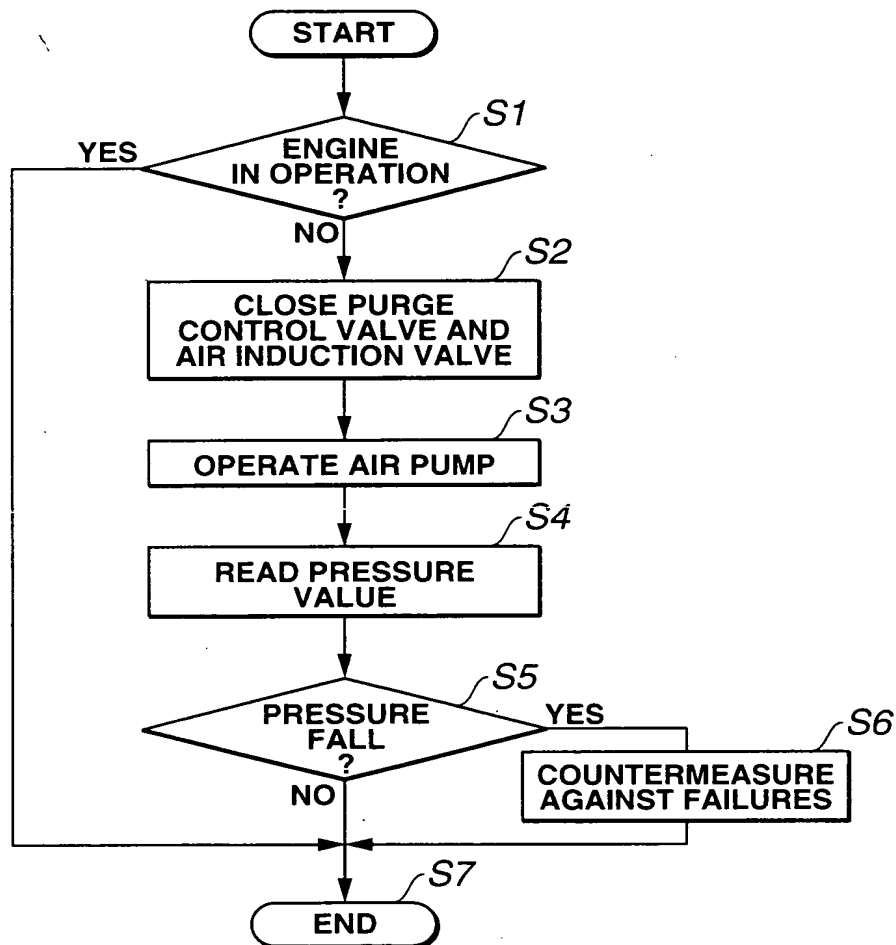 START
S1
YES
ENGINE
IN OPERATION
?
NO
S2
CLOSE PURGE
CONTROL VALVE AND
AIR INDUCTION VALVE
S3
OPERATE AIR PUMP
S4
READ PRESSURE
VALUE
S5
PRESSURE
FALL
?
YES
NO
S6
COUNTERMEASURE
AGAINST FAILURES
S7
END